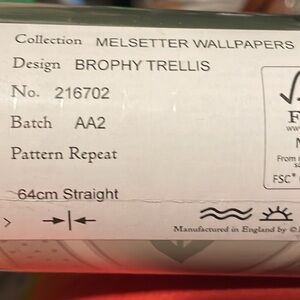 Collection MELSETTER WALLPAPERS
Design BROPHY TRELLIS
No. 216702
Batch AA2
Pattern Repeat
64cm Straight
From
FSC®
Manufactured in England by ©